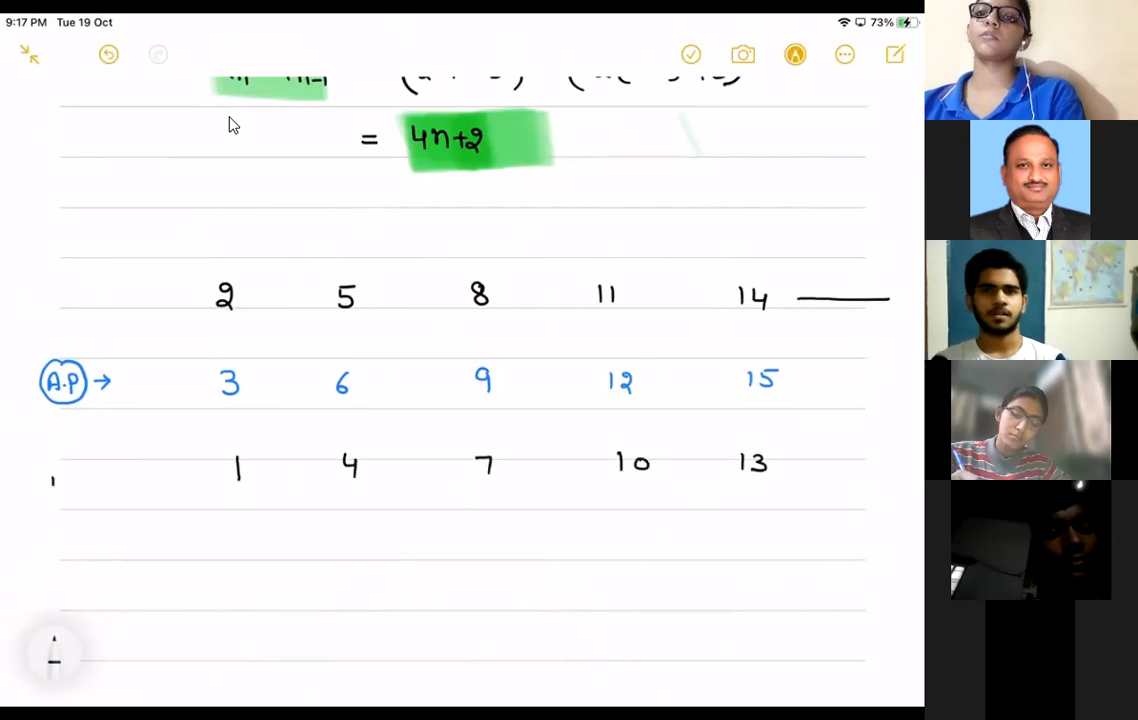 9:17 PM Tue 19 Oct 73%
= 4n+2
2 5 8 11 14
A.P → 3 6 9 12 15
1 4 7 10 13